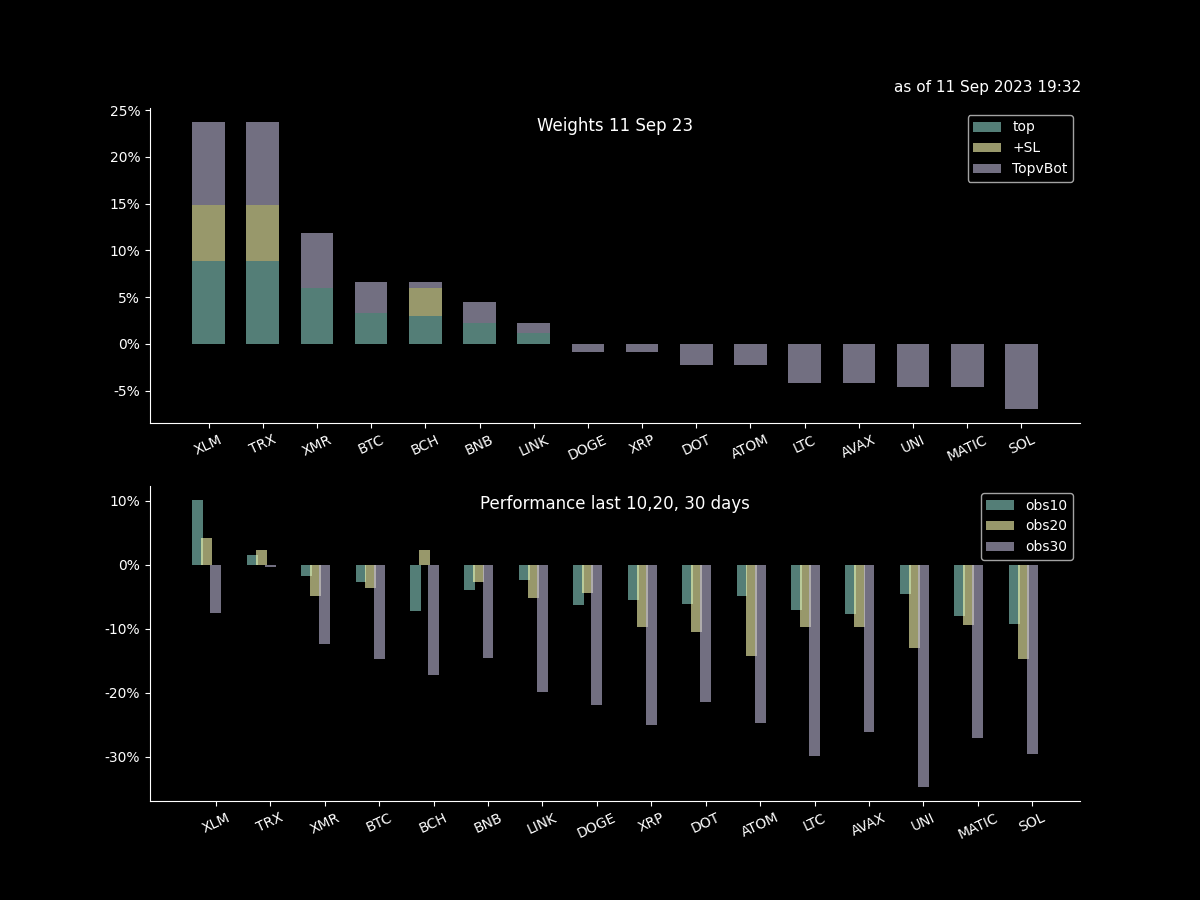 as of 11 Sep 2023 19:32
Weights 11 Sep 23
top
+SL
TopvBot
25%
20%
15%
10%
5%
0%
-5%
XLM TRX XMR BTC BCH BNB LINK DOGE XRP DOT ATOM LTC AVAX UNI MATIC SOL
Performance last 10,20, 30 days
obs10
obs20
obs30
10%
0%
-10%
-20%
-30%
XLM TRX XMR BTC BCH BNB LINK DOGE XRP DOT ATOM LTC AVAX UNI MATIC SOL